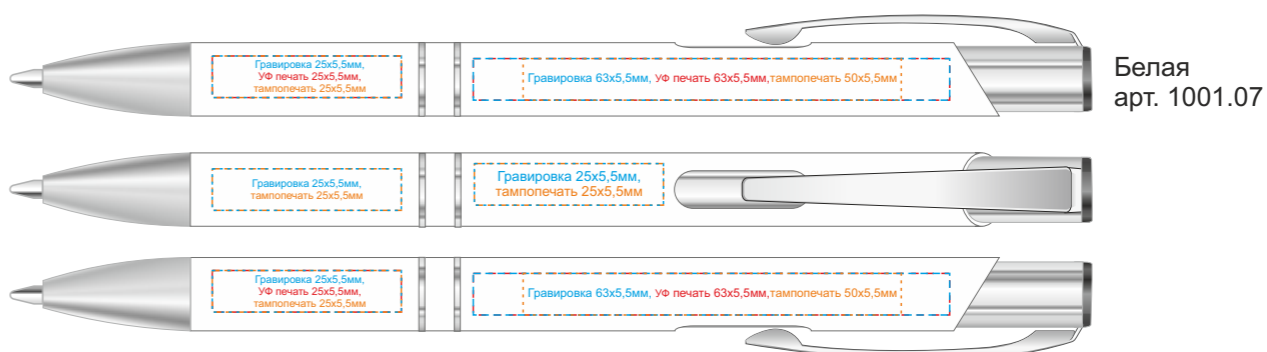 Гравировка 25х5,5мм,
УФ печать 25х5,5мм,
тампопечать 25х5,5мм
Гравировка 63х5,5мм, УФ печать 63х5,5мм,тампопечать 50х5,5мм
Белая
арт. 1001.07
Гравировка 25х5,5мм,
тампопечать 25х5,5мм
Гравировка 25х5,5мм,
тампопечать 25х5,5мм
Гравировка 25х5,5мм,
УФ печать 25х5,5мм,
тампопечать 25х5,5мм
Гравировка 63х5,5мм, УФ печать 63х5,5мм,тампопечать 50х5,5мм